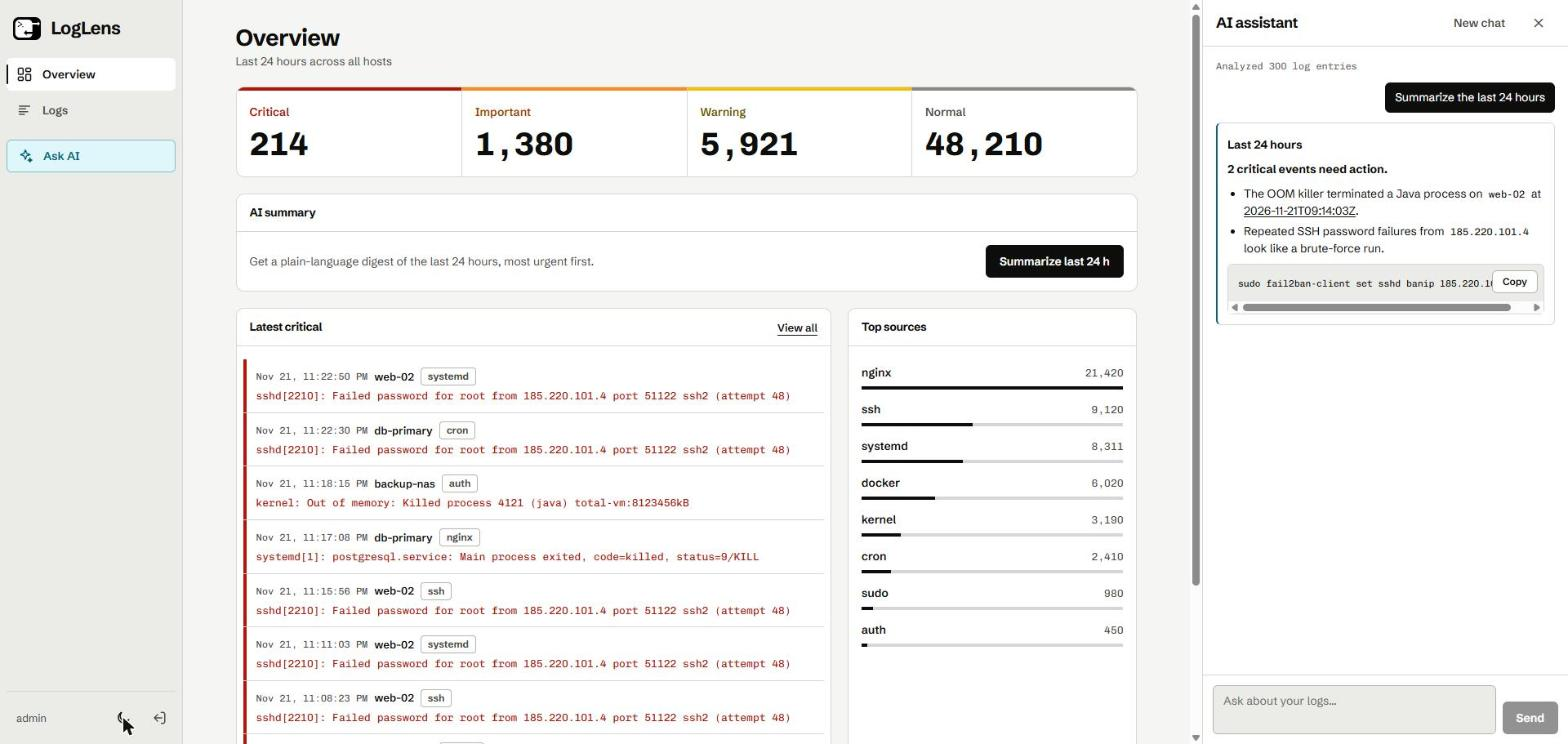 LogLens
Overview
Logs
Ask AI
admin
Overview
Last 24 hours across all hosts
Critical
214
Important
1,380
Warning
5,921
Normal
48,210
AI summary
Get a plain-language digest of the last 24 hours, most urgent first.
Summarize last 24 h
Latest critical
View all
Nov 21, 11:22:50 PM web-02 systemd
sshd[2210]: Failed password for root from 185.220.101.4 port 51122 ssh2 (attempt 48)
Nov 21, 11:22:30 PM db-primary cron
sshd[2210]: Failed password for root from 185.220.101.4 port 51122 ssh2 (attempt 48)
Nov 21, 11:18:15 PM backup-nas auth
kernel: Out of memory: Killed process 4121 (java) total-vm:8123456kB
Nov 21, 11:17:08 PM db-primary nginx
systemd[1]: postgresql.service: Main process exited, code=killed, status=9/KILL
Nov 21, 11:15:56 PM web-02 ssh
sshd[2210]: Failed password for root from 185.220.101.4 port 51122 ssh2 (attempt 48)
Nov 21, 11:11:03 PM web-02 systemd
sshd[2210]: Failed password for root from 185.220.101.4 port 51122 ssh2 (attempt 48)
Nov 21, 11:08:23 PM web-02 ssh
sshd[2210]: Failed password for root from 185.220.101.4 port 51122 ssh2 (attempt 48)
Top sources
nginx 21,420
ssh 9,120
systemd 8,311
docker 6,020
kernel 3,190
cron 2,410
sudo 980
auth 450
AI assistant
New chat
Analyzed 300 log entries
Summarize the last 24 hours
Last 24 hours
2 critical events need action.
The OOM killer terminated a Java process on web-02 at
2026-11-21T09:14:03Z.
Repeated SSH password failures from 185.220.101.4
look like a brute-force run.
sudo fail2ban-client set sshd banip 185.220.10
Copy
Ask about your logs...
Send